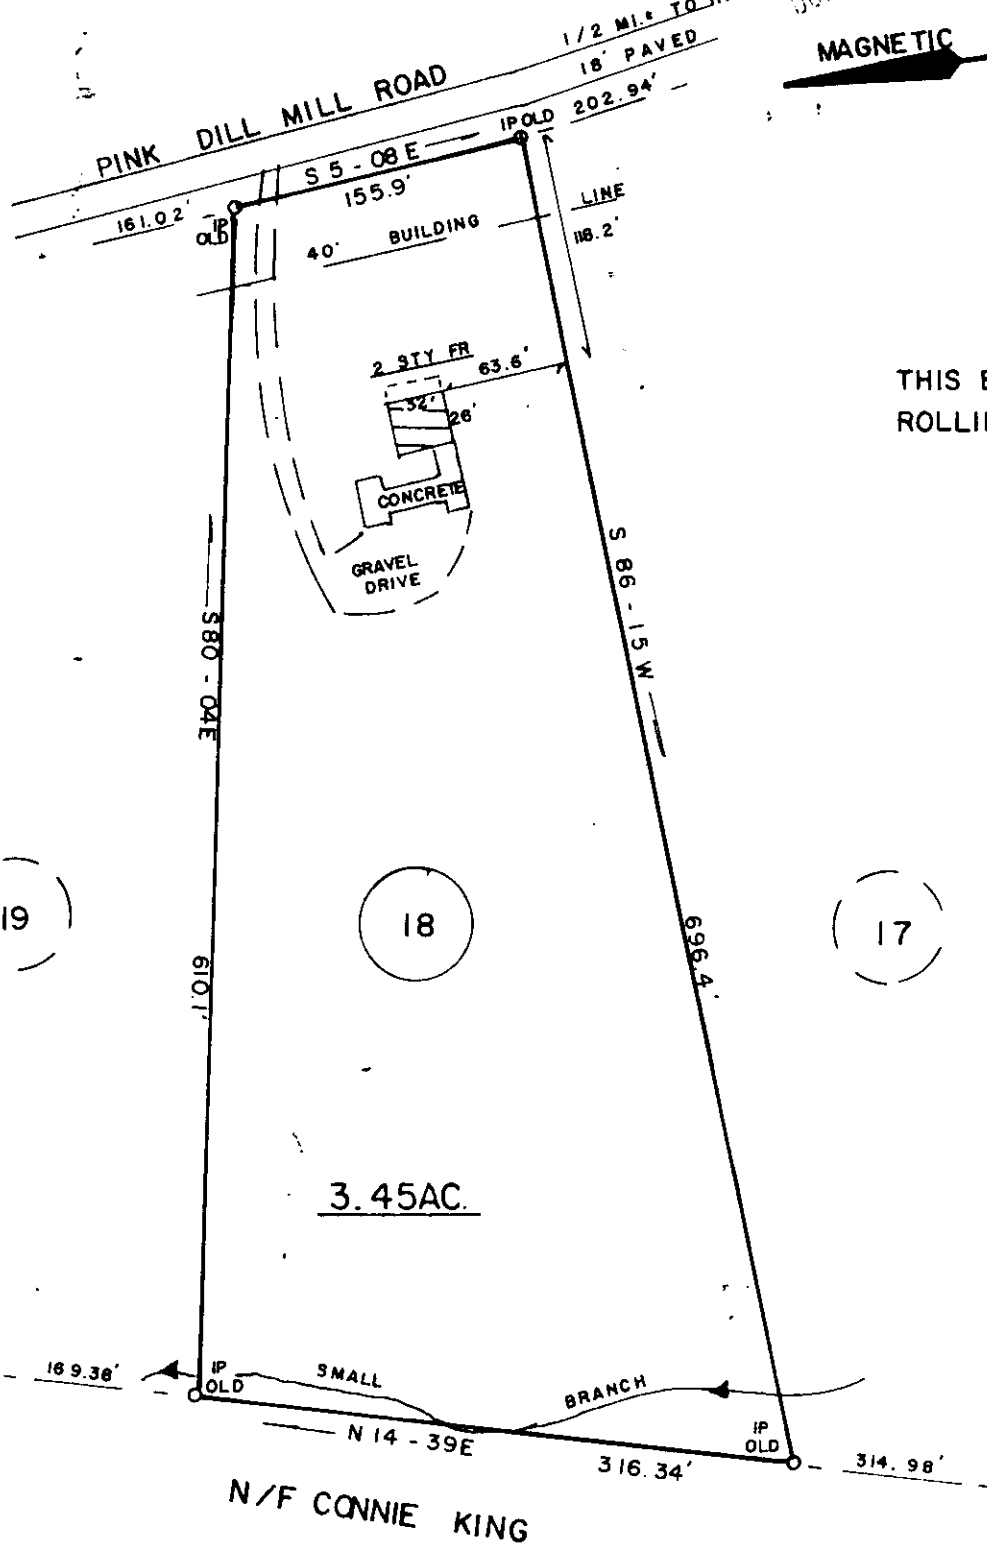 1/2 MI.± TO
MAGNETIC
18' PAVED
PINK DILL MILL ROAD
202.94'
IP OLD
S 5 - 08 E
155.9'
161.02'
IP
OLD
LINE
BUILDING
40'
116.2'
2 STY FR
63.6'
32'
26'
THIS
ROLLI
CONCRETE
GRAVEL
DRIVE
S 86 - 15 W
S80 - 04E
19
18
17
696.4'
610.1'
3.45AC.
169.38'
IP
OLD
SMALL
BRANCH
IP
OLD
N 14 - 39E
316.34'
314.98'
N/F CONNIE KING